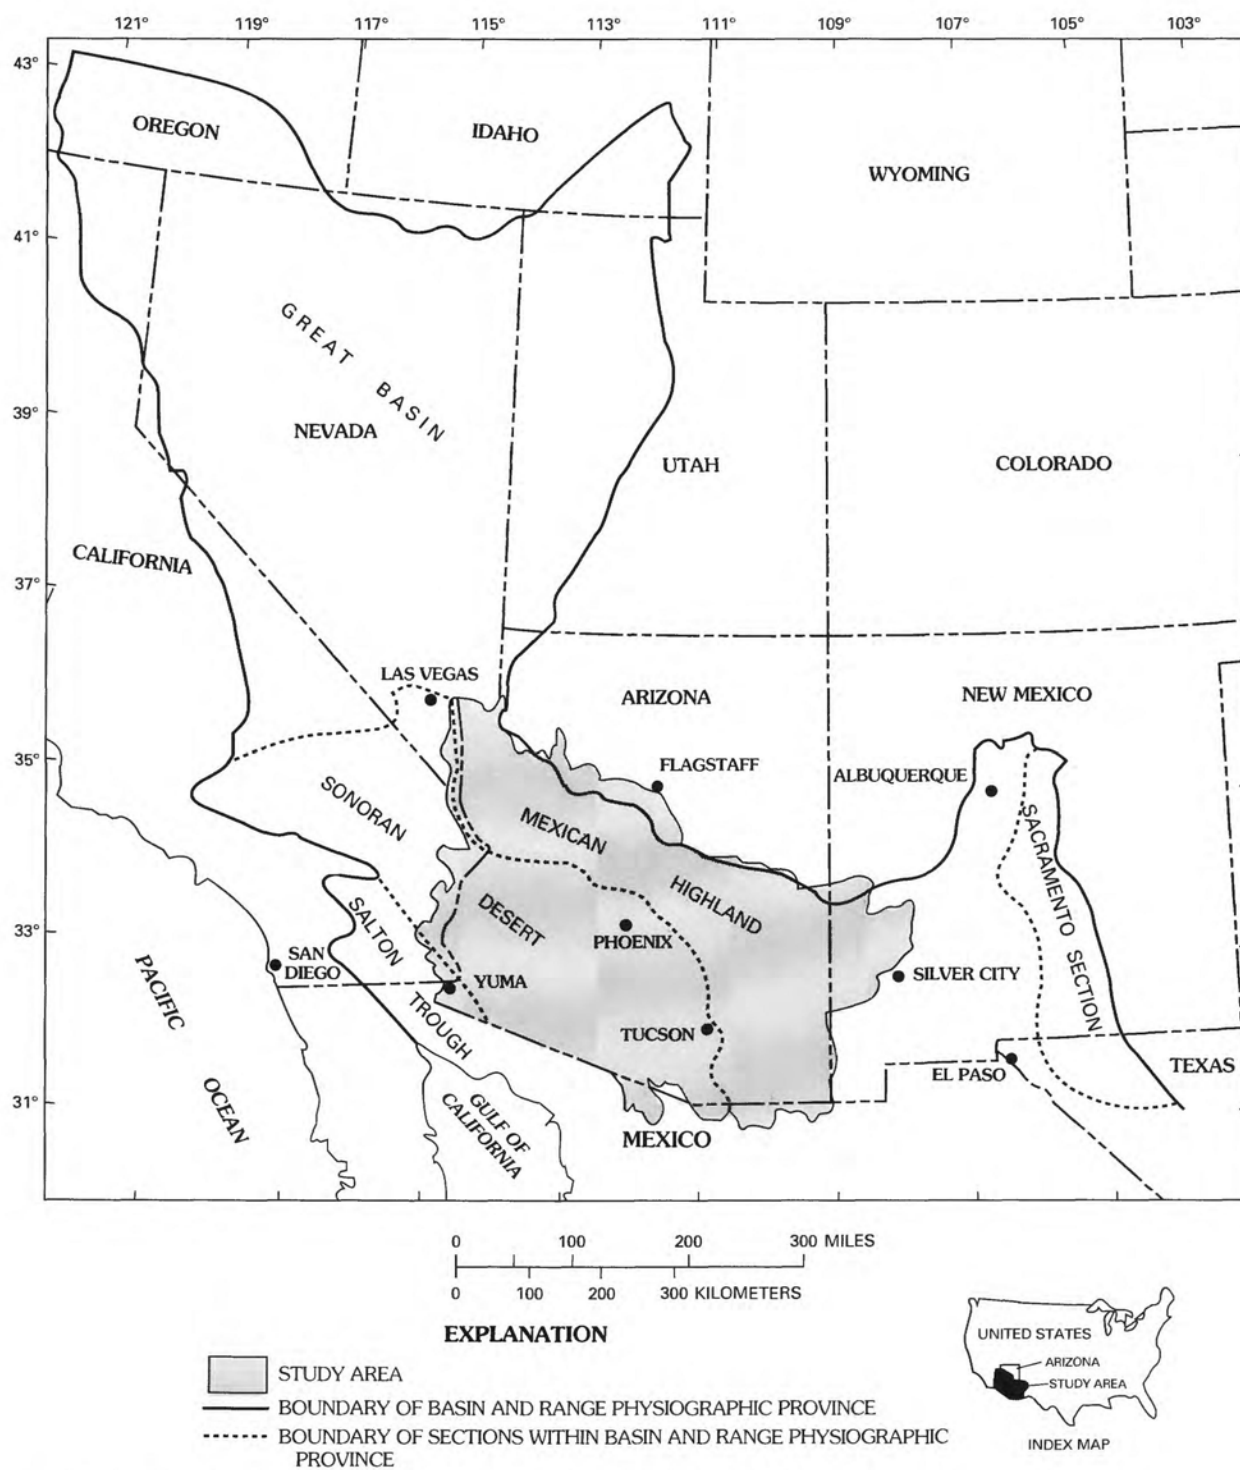 121° 119° 117° 115° 113° 111° 109° 107° 105° 103°
43°
41°
39°
37°
35°
33°
31°
OREGON
IDAHO
WYOMING
GREAT BASIN
NEVADA
UTAH
COLORADO
CALIFORNIA
LAS VEGAS
ARIZONA
NEW MEXICO
FLAGSTAFF
ALBUQUERQUE
SONORAN
DESERT
MEXICAN
HIGHLAND
SACRAMENTO SECTION
SALTON
TROUGH
PHOENIX
SAN
DIEGO
YUMA
SILVER CITY
TUCSON
EL PASO
TEXAS
PACIFIC
OCEAN
GULF OF
CALIFORNIA
MEXICO
0 100 200 300 MILES
0 100 200 300 KILOMETERS
EXPLANATION
STUDY AREA
BOUNDARY OF BASIN AND RANGE PHYSIOGRAPHIC PROVINCE
BOUNDARY OF SECTIONS WITHIN BASIN AND RANGE PHYSIOGRAPHIC
PROVINCE
UNITED STATES
ARIZONA
STUDY AREA
INDEX MAP